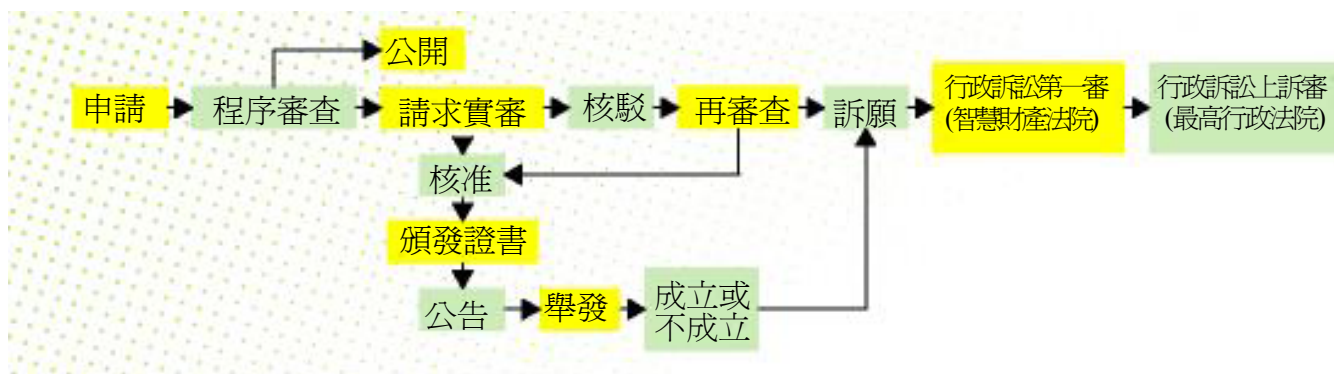 公開
申請
程序審查
請求實審
核駁
再審查
訴願
行政訴訟第一審
(智慧財產法院)
行政訴訟上訴審
(最高行政法院)
核准
頒發證書
公告
舉發
成立或
不成立